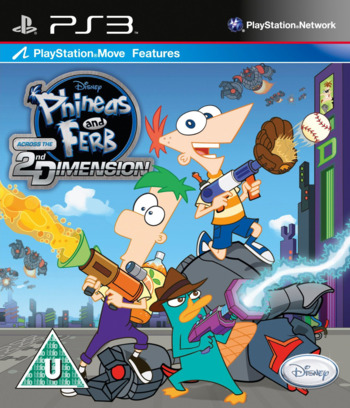 PS3
PlayStation®Network
PlayStation®Move Features
Disney
Phineas
and
Ferb
ACROSS THE
2nd
DIMENSION
U
Disney